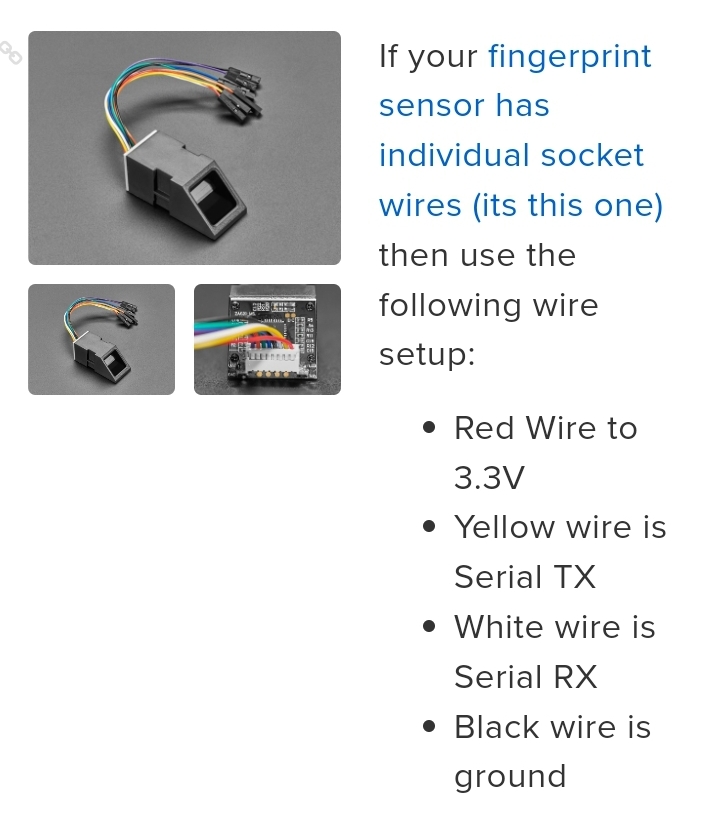 If your fingerprint
sensor has
individual socket
wires (its this one)
then use the
following wire
setup:
Red Wire to
3.3V
Yellow wire is
Serial TX
White wire is
Serial RX
Black wire is
ground